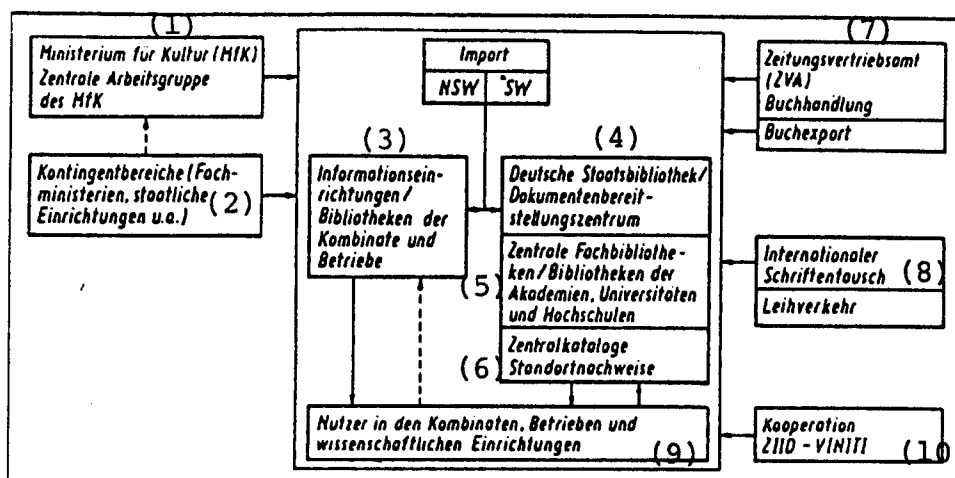 (1)
Ministerium für Kultur (MfK)
Zentrale Arbeitsgruppe
des MfK
Kontingentbereiche (Fach-
ministerien, staatliche
Einrichtungen u.a.) (2)
Import
NSW SW
(3)
Informationsein-
richtungen/
Bibliotheken der
Kombinate und
Betriebe
(4)
Deutsche Staatsbibliothek/
Dokumentenbereit-
stellungszentrum
Zentrale Fachbibliothe-
ken/Bibliotheken der
(5) Akademien, Universitäten
und Hochschulen
Zentralkataloge
(6) Standortnachweise
Nutzer in den Kombinaten, Betrieben und
wissenschaftlichen Einrichtungen (9)
(7)
Zeitungsvertriebsamt
(ZVA)
Buchhandlung
Buchexport
Internationaler
Schriftentausch (8)
Leihverkehr
Kooperation
ZIID - VINITI (10)